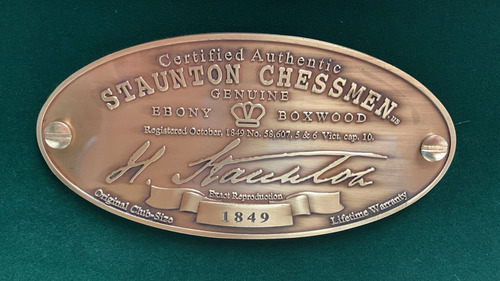 Certified Authentic
STAUNTON CHESSMEN
GENUINE
EBONY BOXWOOD
Registered October, 1849 No. 58,607, 5 & 6 Vict. cap. 10.
H. Staunton
Exact Reproduction
1849
Original Club-Size
Lifetime Warranty